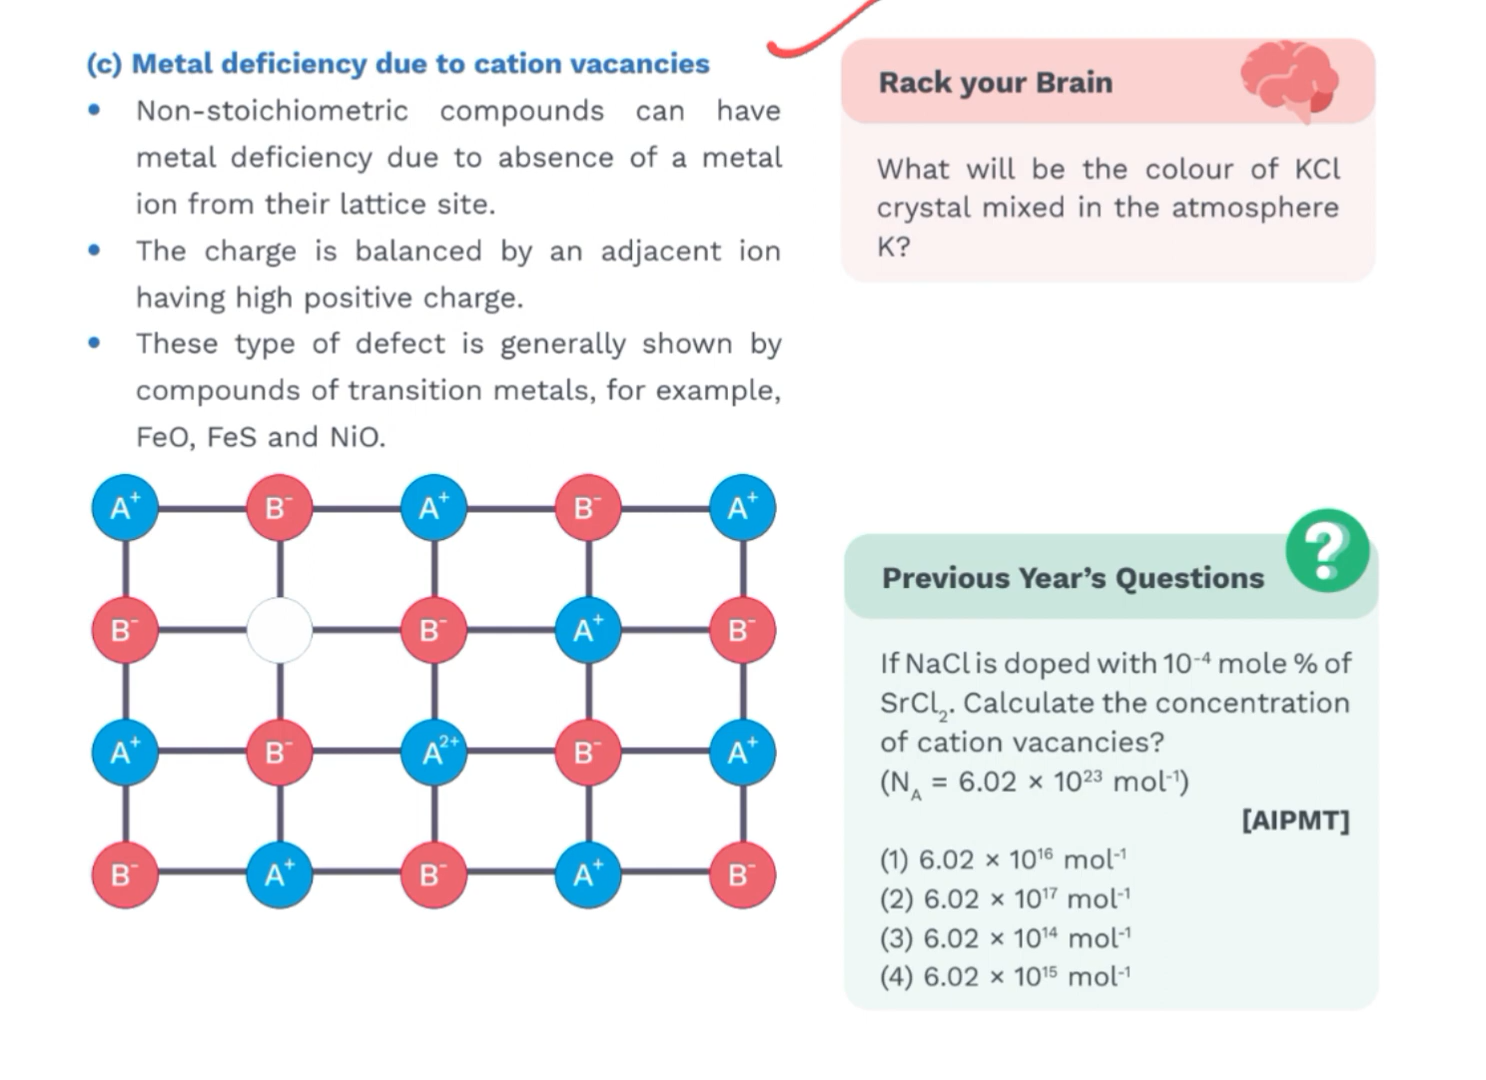 (c) Metal deficiency due to cation vacancies
• Non-stoichiometric compounds can have
metal deficiency due to absence of a metal
ion from their lattice site.
• The charge is balanced by an adjacent ion
having high positive charge.
• These type of defect is generally shown by
compounds of transition metals, for example,
FeO, FeS and NiO.
A⁺ B⁻ A⁺ B⁻ A⁺
B⁻ B⁻ A⁺ B⁻
A⁺ B⁻ A²⁺ B⁻ A⁺
B⁻ A⁺ B⁻ A⁺ B⁻
Rack your Brain
What will be the colour of KCl
crystal mixed in the atmosphere
K?
?
Previous Year’s Questions
If NaCl is doped with 10⁻⁴ mole % of
SrCl₂. Calculate the concentration
of cation vacancies?
(N_A = 6.02 × 10²³ mol⁻¹)
[AIPMT]
(1) 6.02 × 10¹⁶ mol⁻¹
(2) 6.02 × 10¹⁷ mol⁻¹
(3) 6.02 × 10¹⁴ mol⁻¹
(4) 6.02 × 10¹⁵ mol⁻¹